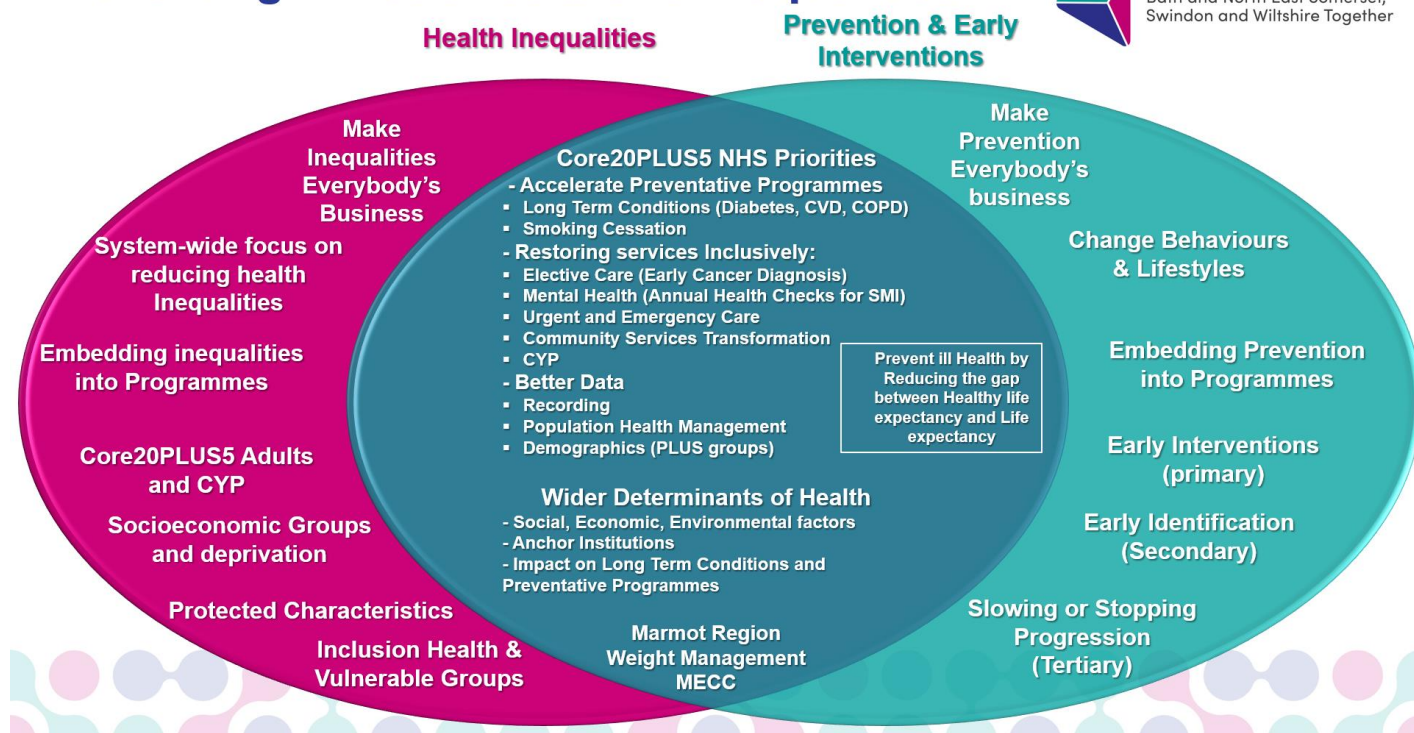 Bath and North East Somerset,
Swindon and Wiltshire Together
Health Inequalities
Prevention & Early
Interventions
Make
Inequalities
Everybody's
Business
System-wide focus on
reducing health
Inequalities
Embedding inequalities
into Programmes
Core20PLUS5 Adults
and CYP
Socioeconomic Groups
and deprivation
Protected Characteristics
Inclusion Health &
Vulnerable Groups
Core20PLUS5 NHS Priorities
- Accelerate Preventative Programmes
▪ Long Term Conditions (Diabetes, CVD, COPD)
▪ Smoking Cessation
- Restoring services Inclusively:
▪ Elective Care (Early Cancer Diagnosis)
▪ Mental Health (Annual Health Checks for SMI)
▪ Urgent and Emergency Care
▪ Community Services Transformation
▪ CYP
- Better Data
▪ Recording
▪ Population Health Management
▪ Demographics (PLUS groups)
Prevent ill Health by
Reducing the gap
between Healthy life
expectancy and Life
expectancy
Wider Determinants of Health
- Social, Economic, Environmental factors
- Anchor Institutions
- Impact on Long Term Conditions and
Preventative Programmes
Marmot Region
Weight Management
MECC
Make
Prevention
Everybody's
business
Change Behaviours
& Lifestyles
Embedding Prevention
into Programmes
Early Interventions
(primary)
Early Identification
(Secondary)
Slowing or Stopping
Progression
(Tertiary)